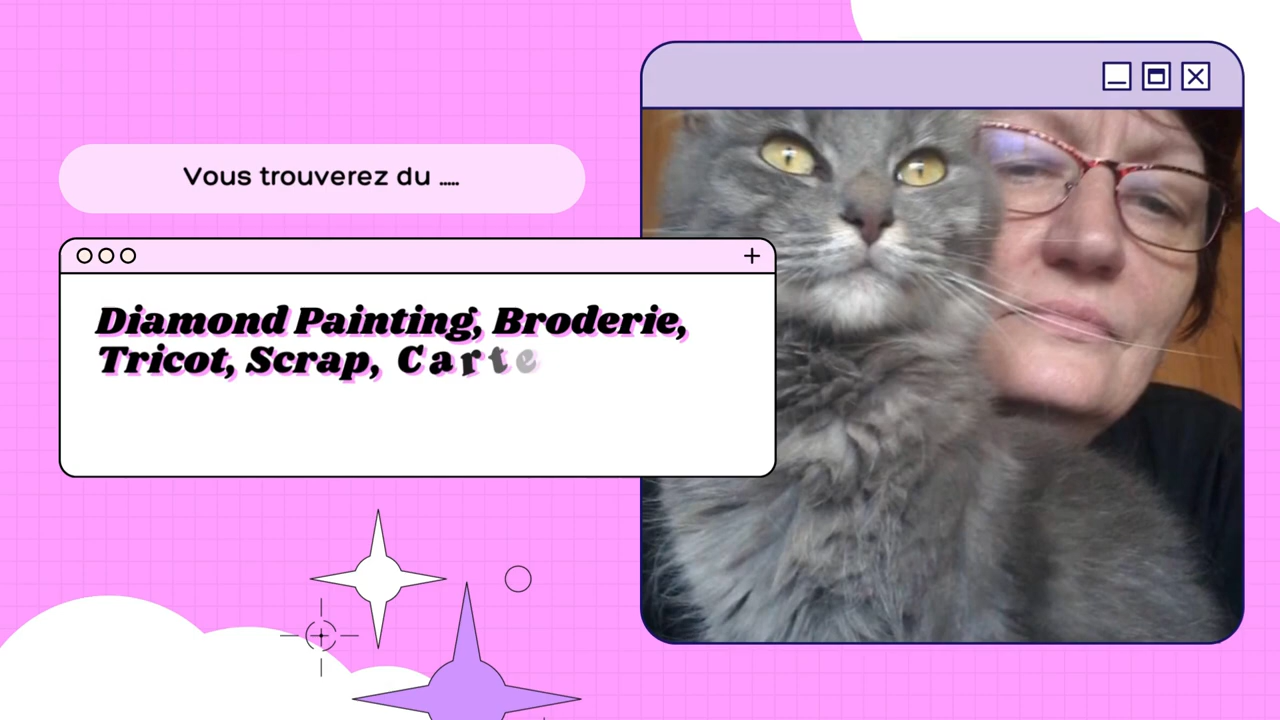 Vous trouverez du .....
Diamond Painting, Broderie,
Tricot, Scrap, Carte